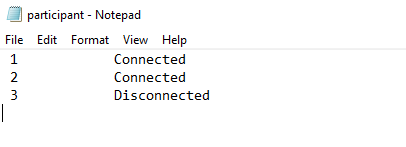 participant - Notepad
File Edit Format View Help
1 Connected
2 Connected
3 Disconnected